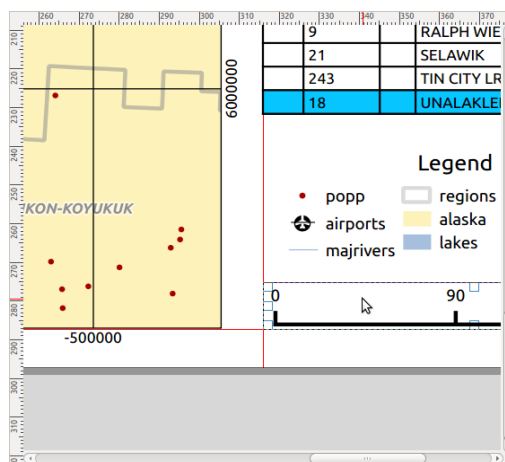 260 270 280 290 300 310 320 330 340 350 360 370
210
220
230
240
250
260
270
280
290
300
310
9 RALPH WIE
21 SELAWIK
243 TIN CITY LR
18 UNALAKLE
6000000
KON-KOYUKUK
-500000
Legend
popp
airports
majrivers
regions
alaska
lakes
0 90